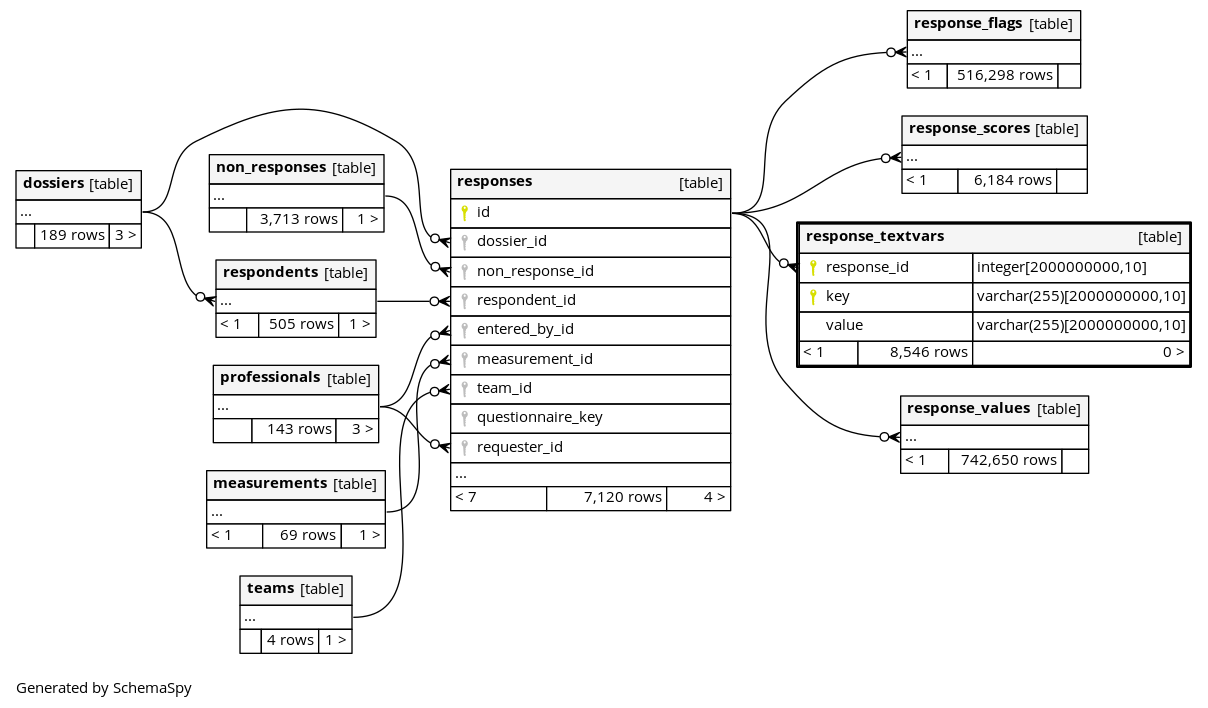 dossiers [table]
...
189 rows 3 >
non_responses [table]
...
3,713 rows 1 >
respondents [table]
...
< 1 505 rows 1 >
professionals [table]
...
143 rows 3 >
measurements [table]
...
< 1 69 rows 1 >
teams [table]
...
4 rows 1 >
responses [table]
id
dossier_id
non_response_id
respondent_id
entered_by_id
measurement_id
team_id
questionnaire_key
requester_id
...
< 7 7,120 rows 4 >
response_flags [table]
...
< 1 516,298 rows
response_scores [table]
...
< 1 6,184 rows
response_textvars [table]
response_id integer[2000000000,10]
key varchar(255)[2000000000,10]
value varchar(255)[2000000000,10]
< 1 8,546 rows 0 >
response_values [table]
...
< 1 742,650 rows
Generated by SchemaSpy